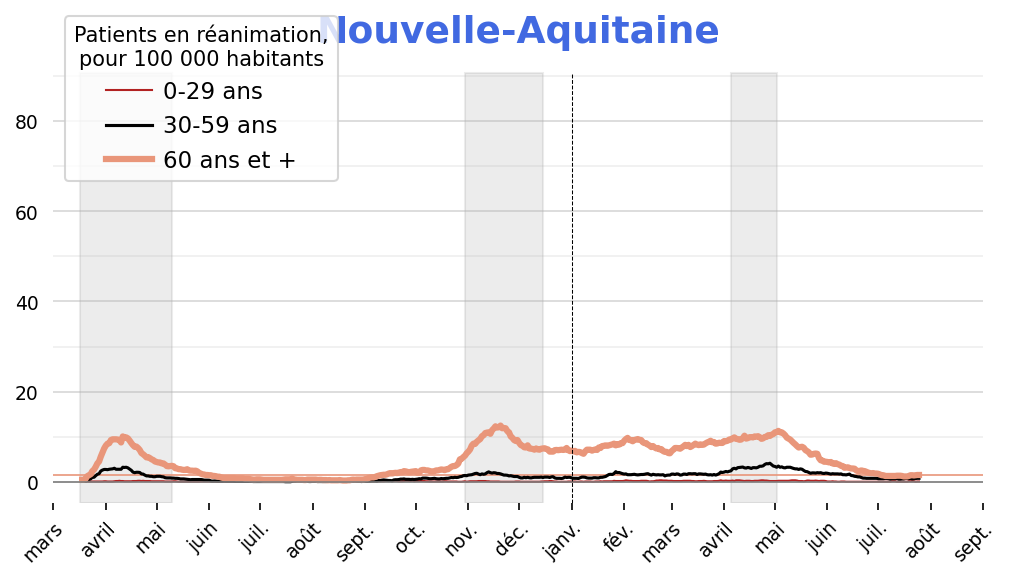 Nouvelle-Aquitaine
Patients en réanimation,
pour 100 000 habitants
0-29 ans
30-59 ans
60 ans et +
80
60
40
20
0
mars avril mai juin juil. août sept. oct. nov. déc. janv. fév. mars avril mai juin juil. août sept.